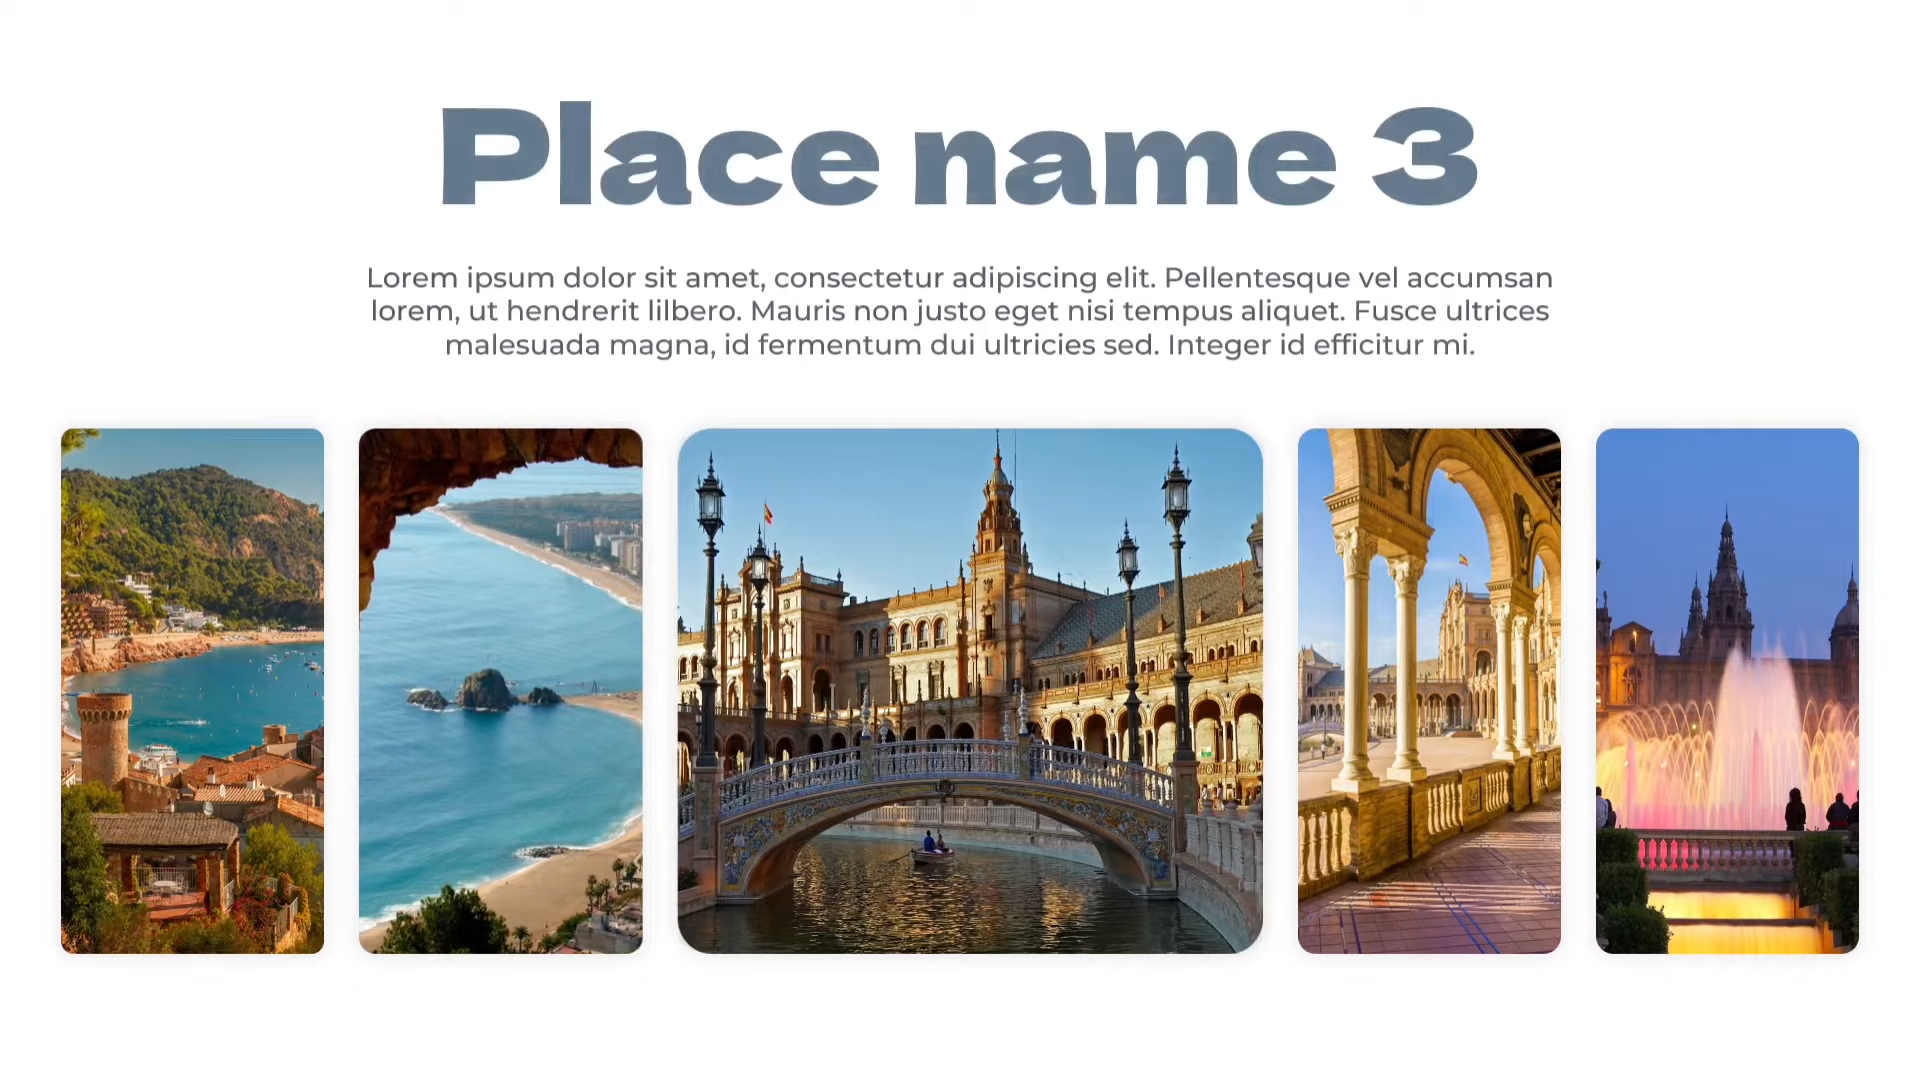 Place name 3
Lorem ipsum dolor sit amet, consectetur adipiscing elit. Pellentesque vel accumsan
lorem, ut hendrerit lilbero. Mauris non justo eget nisi tempus aliquet. Fusce ultrices
malesuada magna, id fermentum dui ultricies sed. Integer id efficitur mi.